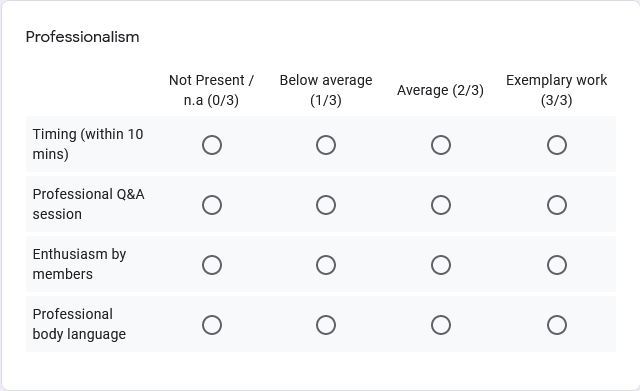 Professionalism
Not Present /
n.a (0/3)
Below average
(1/3)
Average (2/3)
Exemplary work
(3/3)
Timing (within 10
mins)
Professional Q&A
session
Enthusiasm by
members
Professional
body language